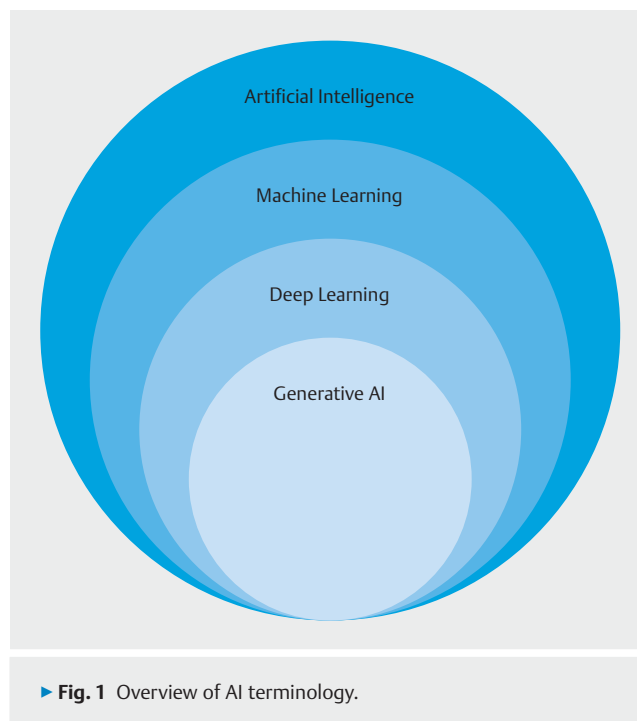 Artificial Intelligence
Machine Learning
Deep Learning
Generative AI
► Fig. 1 Overview of AI terminology.